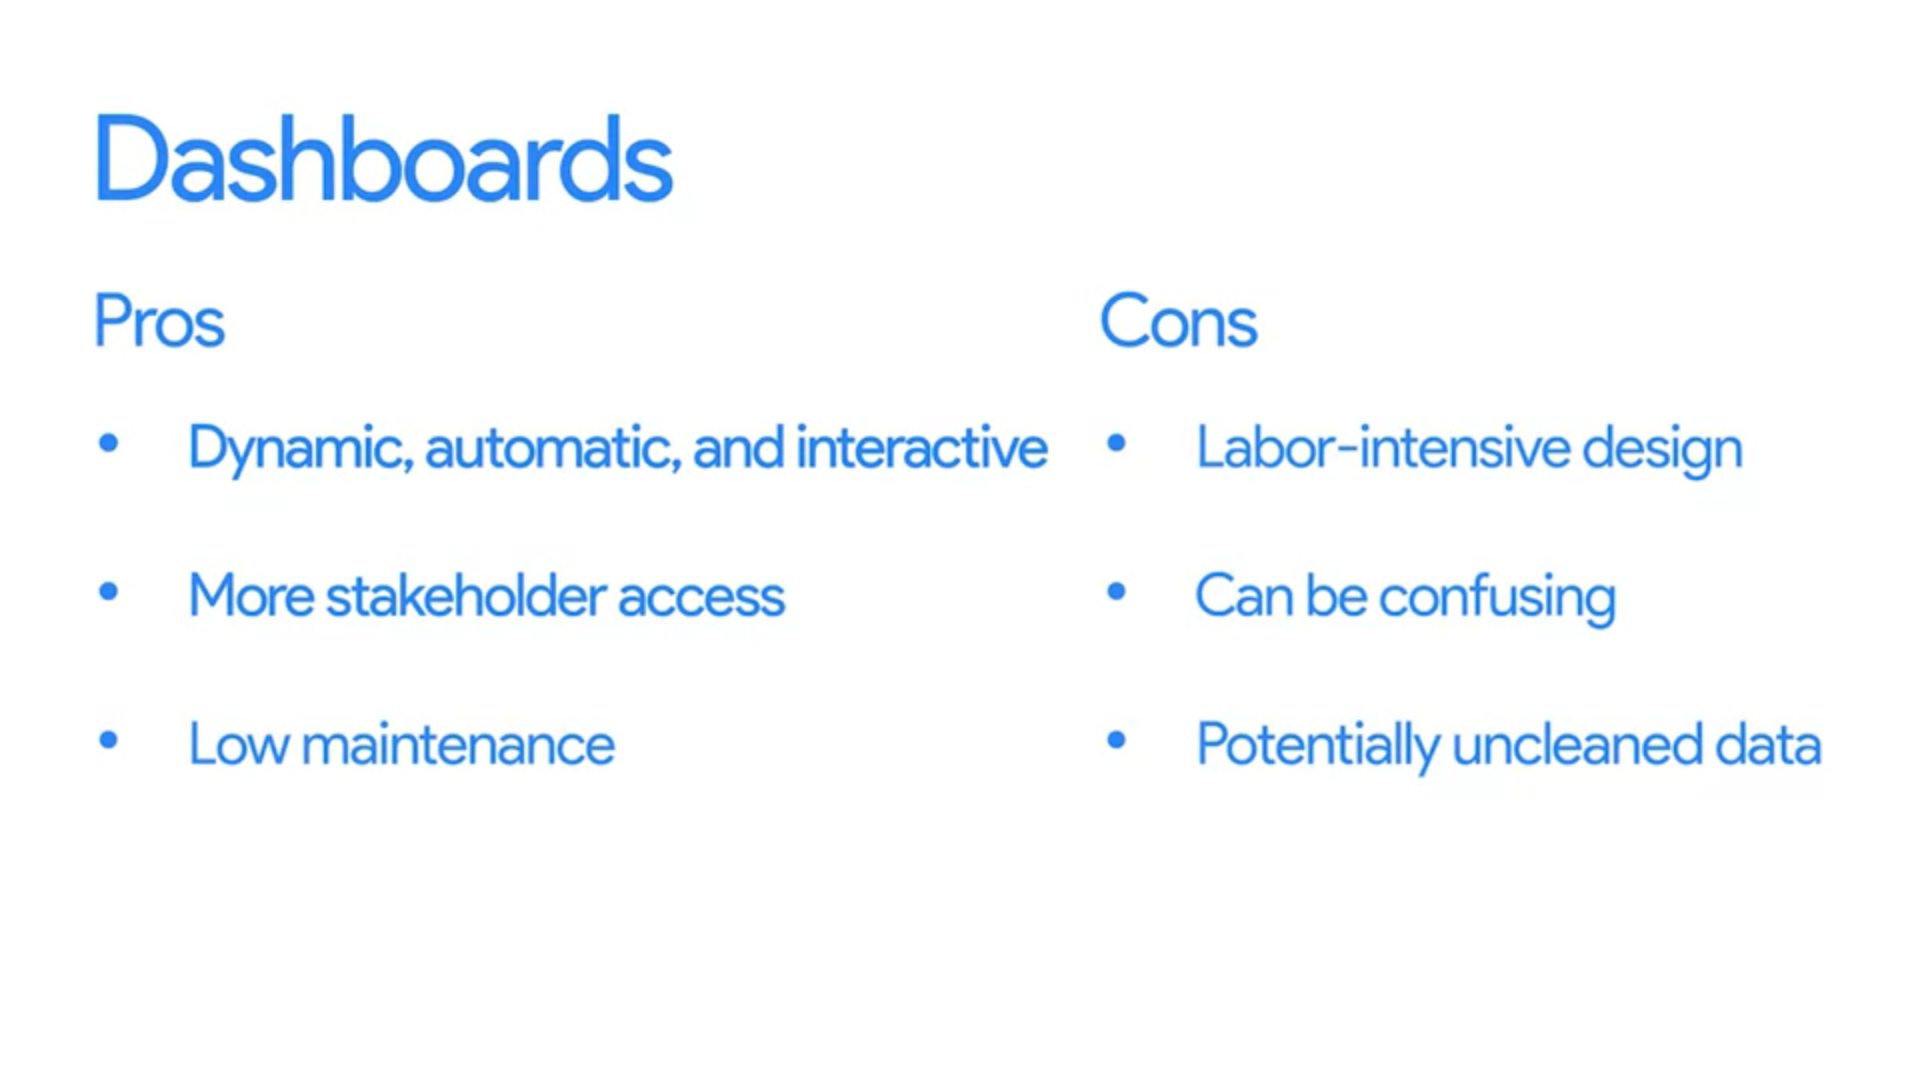 Dashboards
Pros
• Dynamic, automatic, and interactive
• More stakeholder access
• Low maintenance
Cons
• Labor-intensive design
• Can be confusing
• Potentially uncleaned data